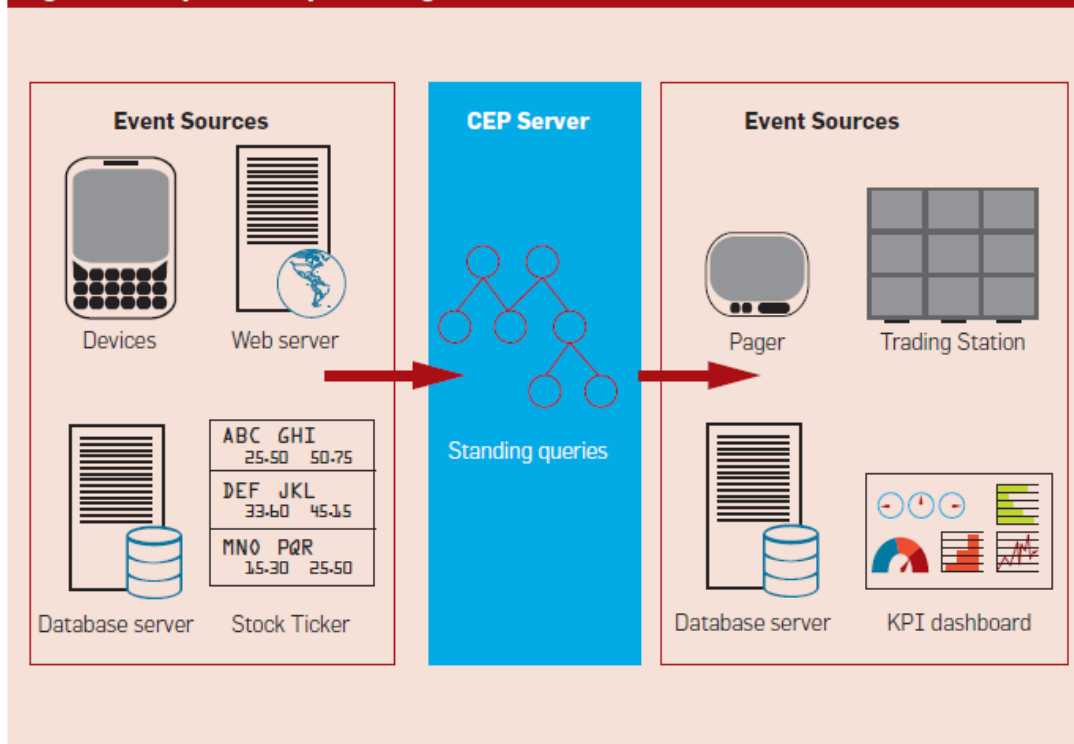 Event Sources
Devices
Web server
Database server
ABC GHI
25.50 50.75
DEF JKL
33.60 45.15
MNO PQR
15.30 25.50
Stock Ticker
CEP Server
Standing queries
Event Sources
Pager
Trading Station
Database server
KPI dashboard